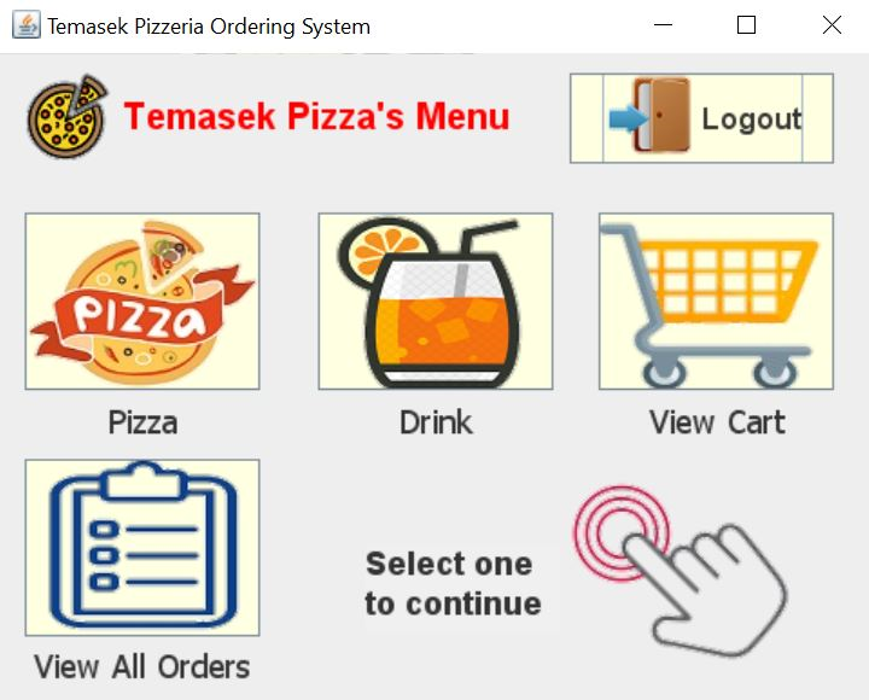 Temasek Pizzeria Ordering System
Temasek Pizza's Menu
Logout
PIZZA
Pizza
Drink
View Cart
View All Orders
Select one
to continue